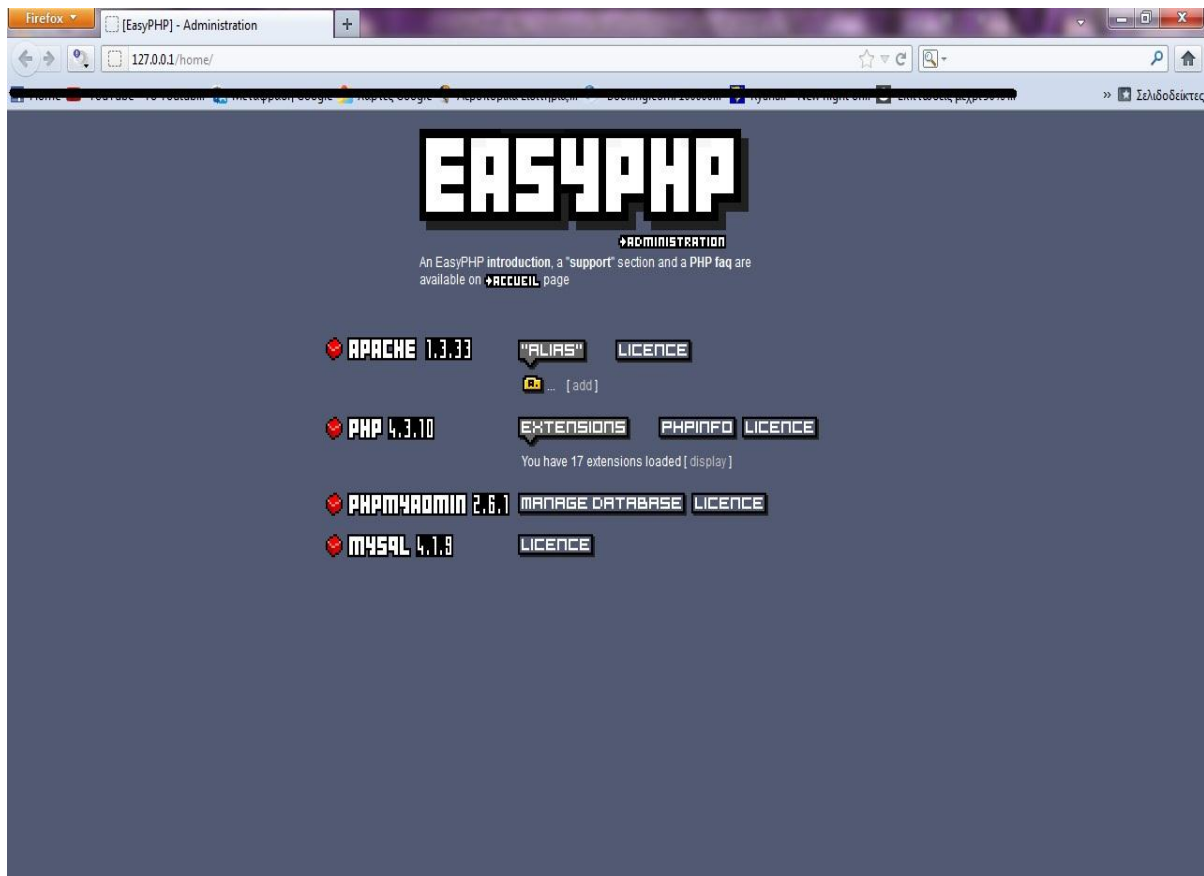 Firefox
[EasyPHP] - Administration
127.0.0.1/home/
Σελιδοδείκτες
EASYPHP
ADMINISTRATION
An EasyPHP introduction, a "support" section and a PHP faq are
available on ACCUEIL page
APACHE 1.3.33 "ALIAS" LICENCE
... [ add ]
PHP 4.3.10 EXTENSIONS PHPINFO LICENCE
You have 17 extensions loaded [ display ]
PHPMYADMIN 2.6.1 MANAGE DATABASE LICENCE
MYSQL 4.1.9 LICENCE